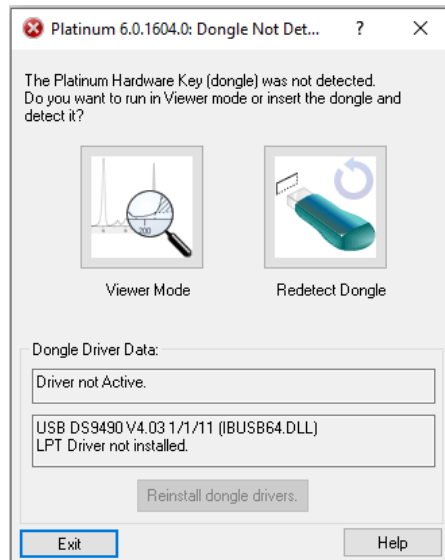 Platinum 6.0.1604.0: Dongle Not Det... ?
The Platinum Hardware Key (dongle) was not detected.
Do you want to run in Viewer mode or insert the dongle and
detect it?
200
Viewer Mode
Redetect Dongle
Dongle Driver Data:
Driver not Active.
USB DS9490 V4.03 1/1/11 (IBUSB64.DLL)
LPT Driver not installed.
Reinstall dongle drivers.
Exit
Help